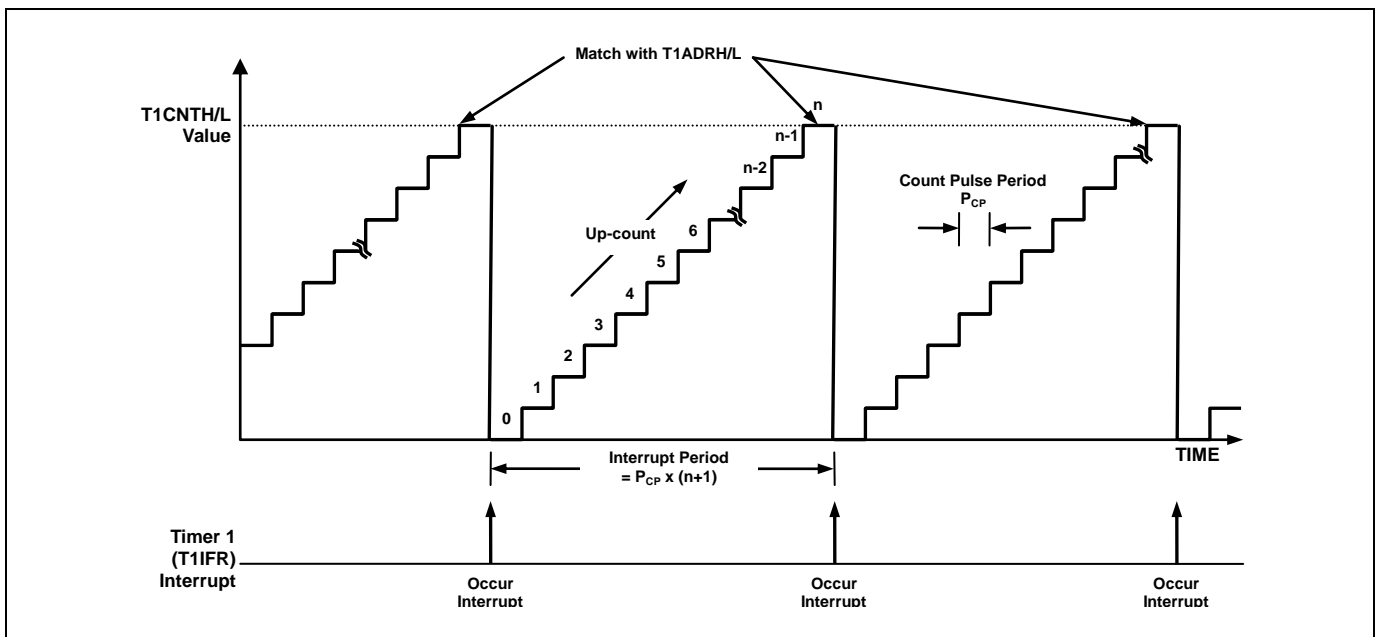 Match with T1ADRH/L
T1CNTH/L
Value
n
n-1
n-2
6
5
4
3
2
1
0
Up-count
Count Pulse Period
PCP
TIME
Interrupt Period
= PCP x (n+1)
Timer 1
(T1IFR)
Interrupt
Occur
Interrupt
Occur
Interrupt
Occur
Interrupt